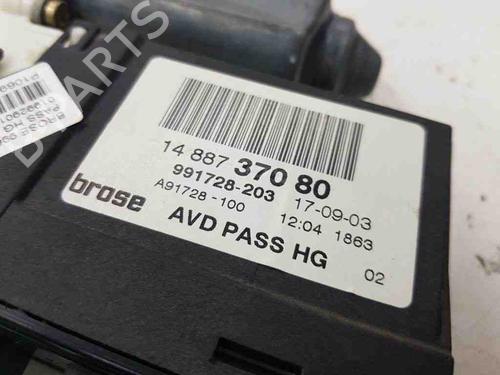 14 887 370 80
991728-203 17-09-03
A91728-100 12:04 1863
brose AVD PASS HG 02
D PARTS